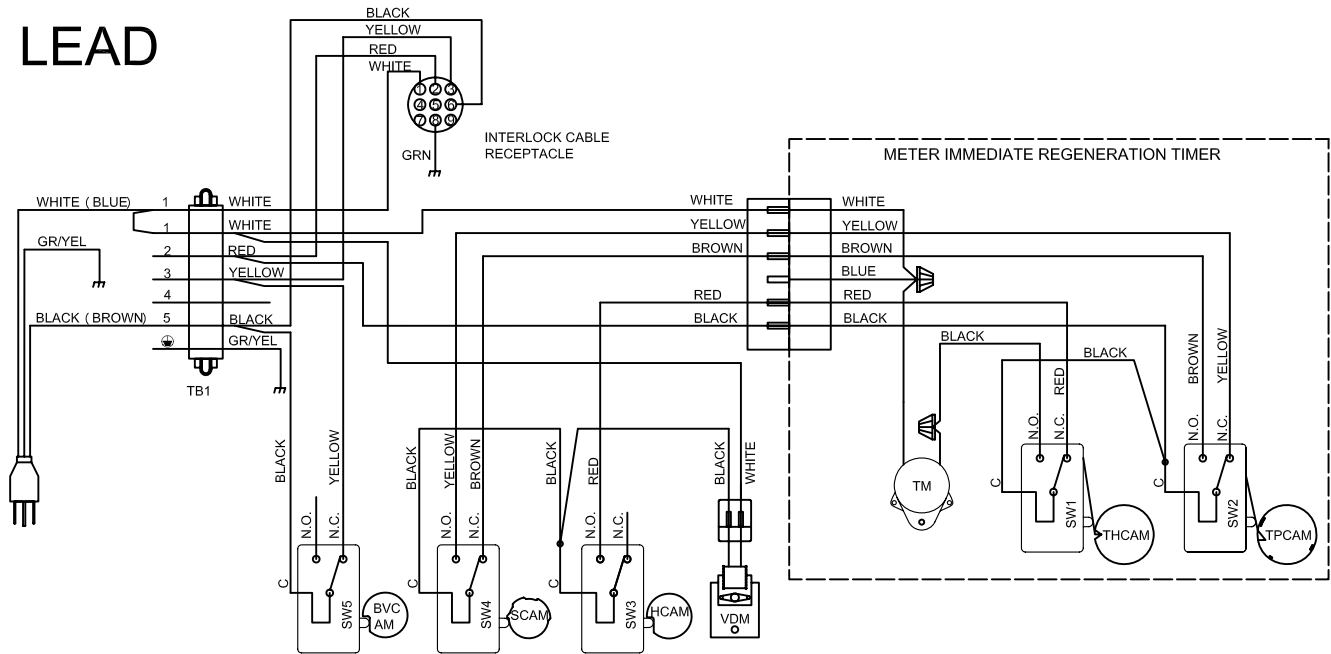 LEAD
BLACK
YELLOW
RED
WHITE
1 2 3
4 5 6
7 8 9
GRN
INTERLOCK CABLE
RECEPTACLE
METER IMMEDIATE REGENERATION TIMER
WHITE ( BLUE)
1
WHITE
1
WHITE
GR/YEL
2
RED
3
YELLOW
4
BLACK ( BROWN)
5
BLACK
GR/YEL
TB1
WHITE
YELLOW
BROWN
RED
BLACK
WHITE
YELLOW
BROWN
BLUE
RED
BLACK
BLACK
BLACK
RED
BROWN
YELLOW
N.O.
N.C.
N.O.
N.C.
C
C
TM
SW1
THCAM
SW2
TPCAM
BLACK
YELLOW
N.O.
N.C.
C
SW5
BVC
AM
BLACK
YELLOW
BROWN
N.O.
N.C.
C
SW4
SCAM
BLACK
RED
N.O.
N.C.
C
SW3
HCAM
BLACK
WHITE
VDM